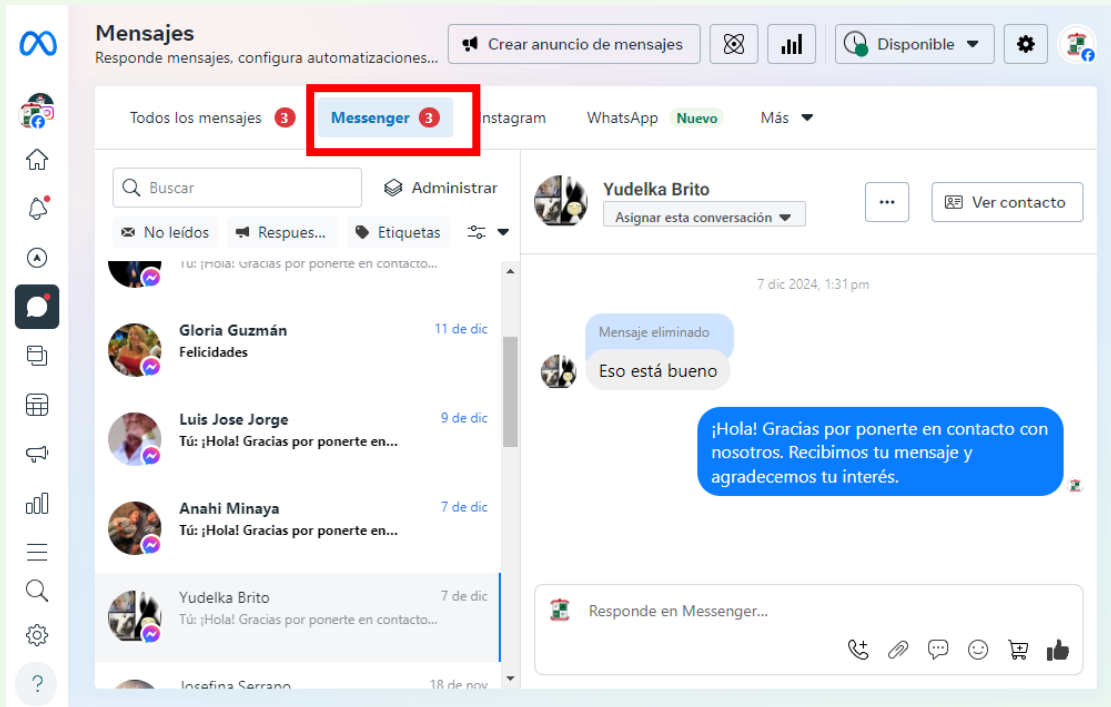 Mensajes
Responde mensajes, configura automatizaciones...
Crear anuncio de mensajes
Disponible
Todos los mensajes 3
Messenger 3
nstagram
WhatsApp Nuevo
Más
Buscar
Administrar
No leídos
Respues...
Etiquetas
Tú: ¡Hola! Gracias por ponerte en contacto...
Gloria Guzmán 11 de dic
Felicidades
Luis Jose Jorge 9 de dic
Tú: ¡Hola! Gracias por ponerte en...
Anahi Minaya 7 de dic
Tú: ¡Hola! Gracias por ponerte en...
Yudelka Brito 7 de dic
Tú: ¡Hola! Gracias por ponerte en contacto...
Josefina Serrano 18 de nov
Yudelka Brito
Asignar esta conversación
Ver contacto
7 dic 2024, 1:31 pm
Mensaje eliminado
Eso está bueno
¡Hola! Gracias por ponerte en contacto con
nosotros. Recibimos tu mensaje y
agradecemos tu interés.
Responde en Messenger...